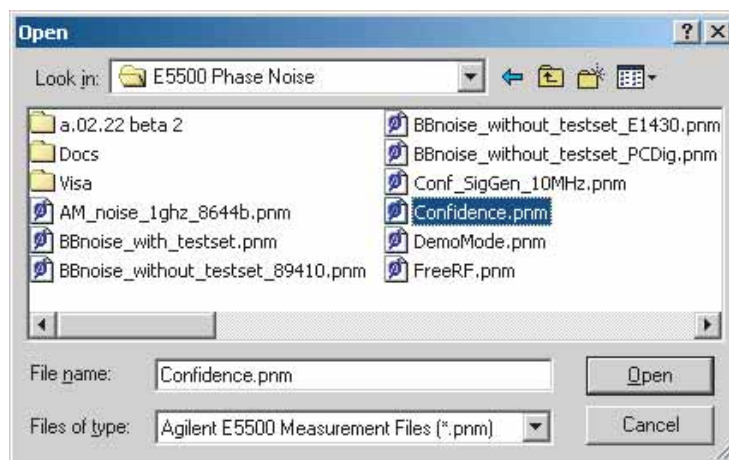 Open
Look in: E5500 Phase Noise
a.02.22 beta 2
Docs
Visa
AM_noise_1ghz_8644b.pnm
BBnoise_with_testset.pnm
BBnoise_without_testset_89410.pnm
BBnoise_without_testset_E1430.pnm
BBnoise_without_testset_PCDig.pnm
Conf_SigGen_10MHz.pnm
Confidence.pnm
DemoMode.pnm
FreeRF.pnm
File name: Confidence.pnm Open
Files of type: Agilent E5500 Measurement Files (*.pnm) Cancel